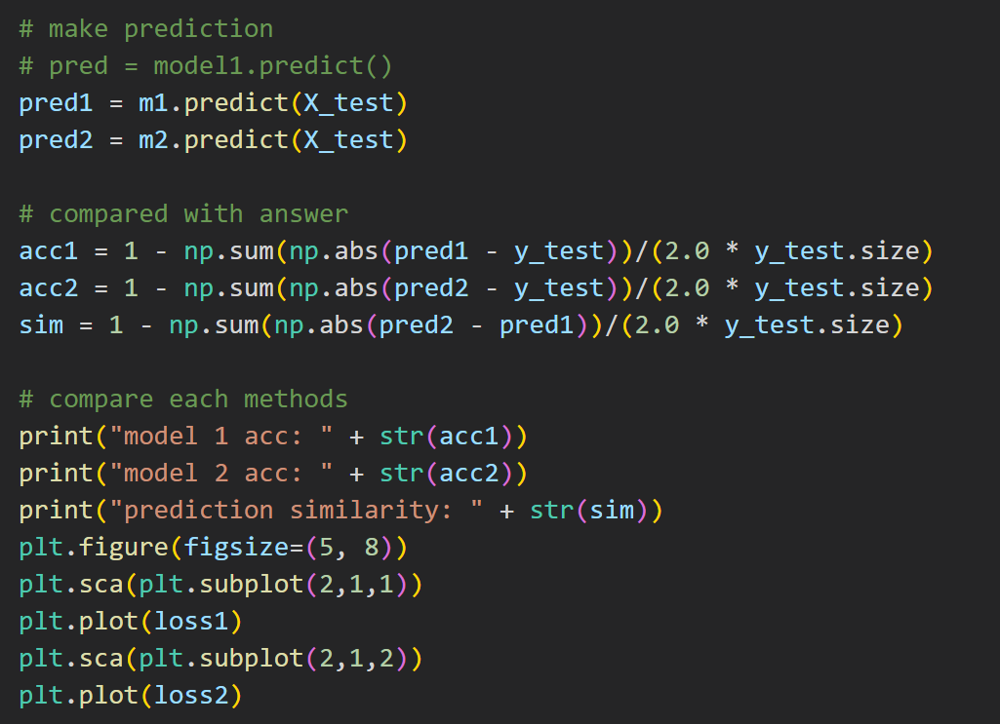 # make prediction
# pred = model1.predict()
pred1 = m1.predict(X_test)
pred2 = m2.predict(X_test)

# compared with answer
acc1 = 1 - np.sum(np.abs(pred1 - y_test))/(2.0 * y_test.size)
acc2 = 1 - np.sum(np.abs(pred2 - y_test))/(2.0 * y_test.size)
sim = 1 - np.sum(np.abs(pred2 - pred1))/(2.0 * y_test.size)

# compare each methods
print("model 1 acc: " + str(acc1))
print("model 2 acc: " + str(acc2))
print("prediction similarity: " + str(sim))
plt.figure(figsize=(5, 8))
plt.sca(plt.subplot(2,1,1))
plt.plot(loss1)
plt.sca(plt.subplot(2,1,2))
plt.plot(loss2)